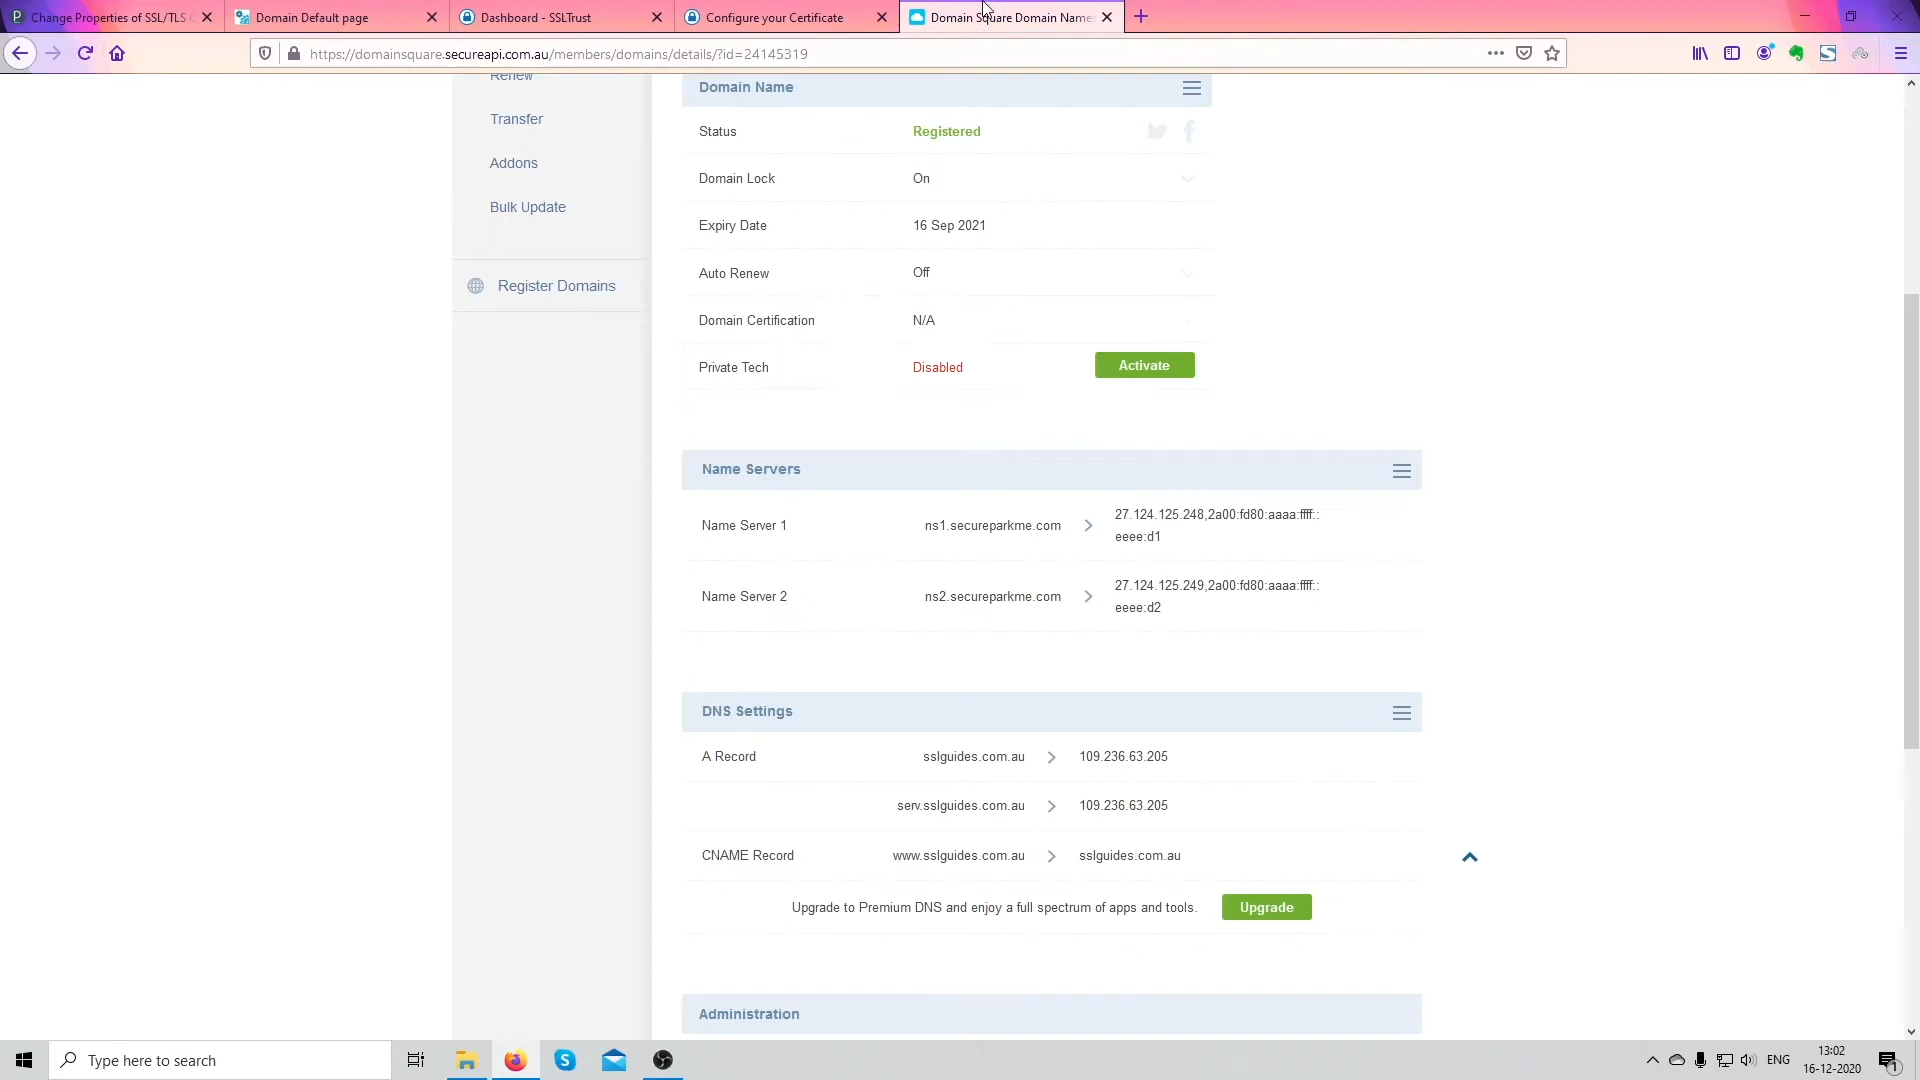 Change Properties of SSL/TLS C
Domain Default page
Dashboard - SSLTrust
Configure your Certificate
Domain Square Domain Name
https://domainsquare.secureapi.com.au/members/domains/details/?id=24145319
Renew
Transfer
Addons
Bulk Update
Register Domains
Domain Name
Status Registered
Domain Lock On
Expiry Date 16 Sep 2021
Auto Renew Off
Domain Certification N/A
Private Tech Disabled Activate
Name Servers
Name Server 1 ns1.secureparkme.com 27.124.125.248,2a00:fd80:aaaa:ffff::
eeee:d1
Name Server 2 ns2.secureparkme.com 27.124.125.249,2a00:fd80:aaaa:ffff::
eeee:d2
DNS Settings
A Record sslguides.com.au 109.236.63.205
serv.sslguides.com.au 109.236.63.205
CNAME Record www.sslguides.com.au sslguides.com.au
Upgrade to Premium DNS and enjoy a full spectrum of apps and tools. Upgrade
Administration
Type here to search
ENG
13:02
16-12-2020
1